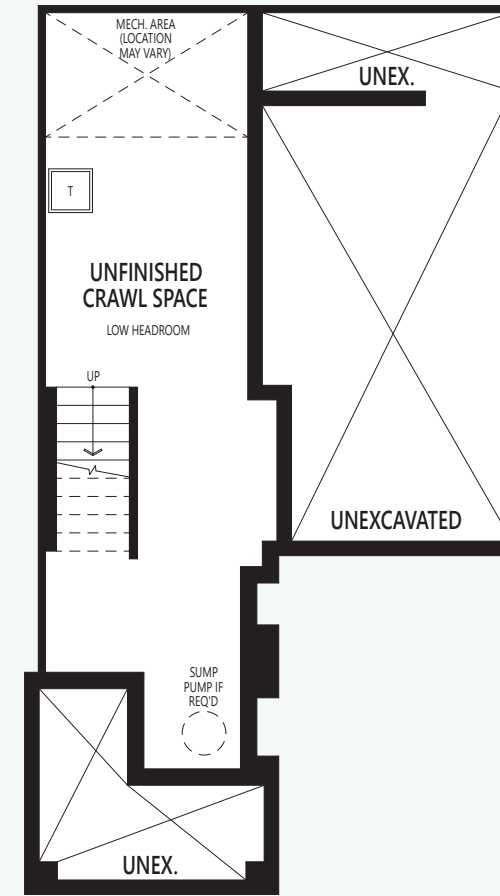 MECH. AREA
(LOCATION
MAY VARY)
UNEX.
T
UNFINISHED
CRAWL SPACE
LOW HEADROOM
UP
UNEXCAVATED
SUMP
PUMP IF
REQ'D
UNEX.